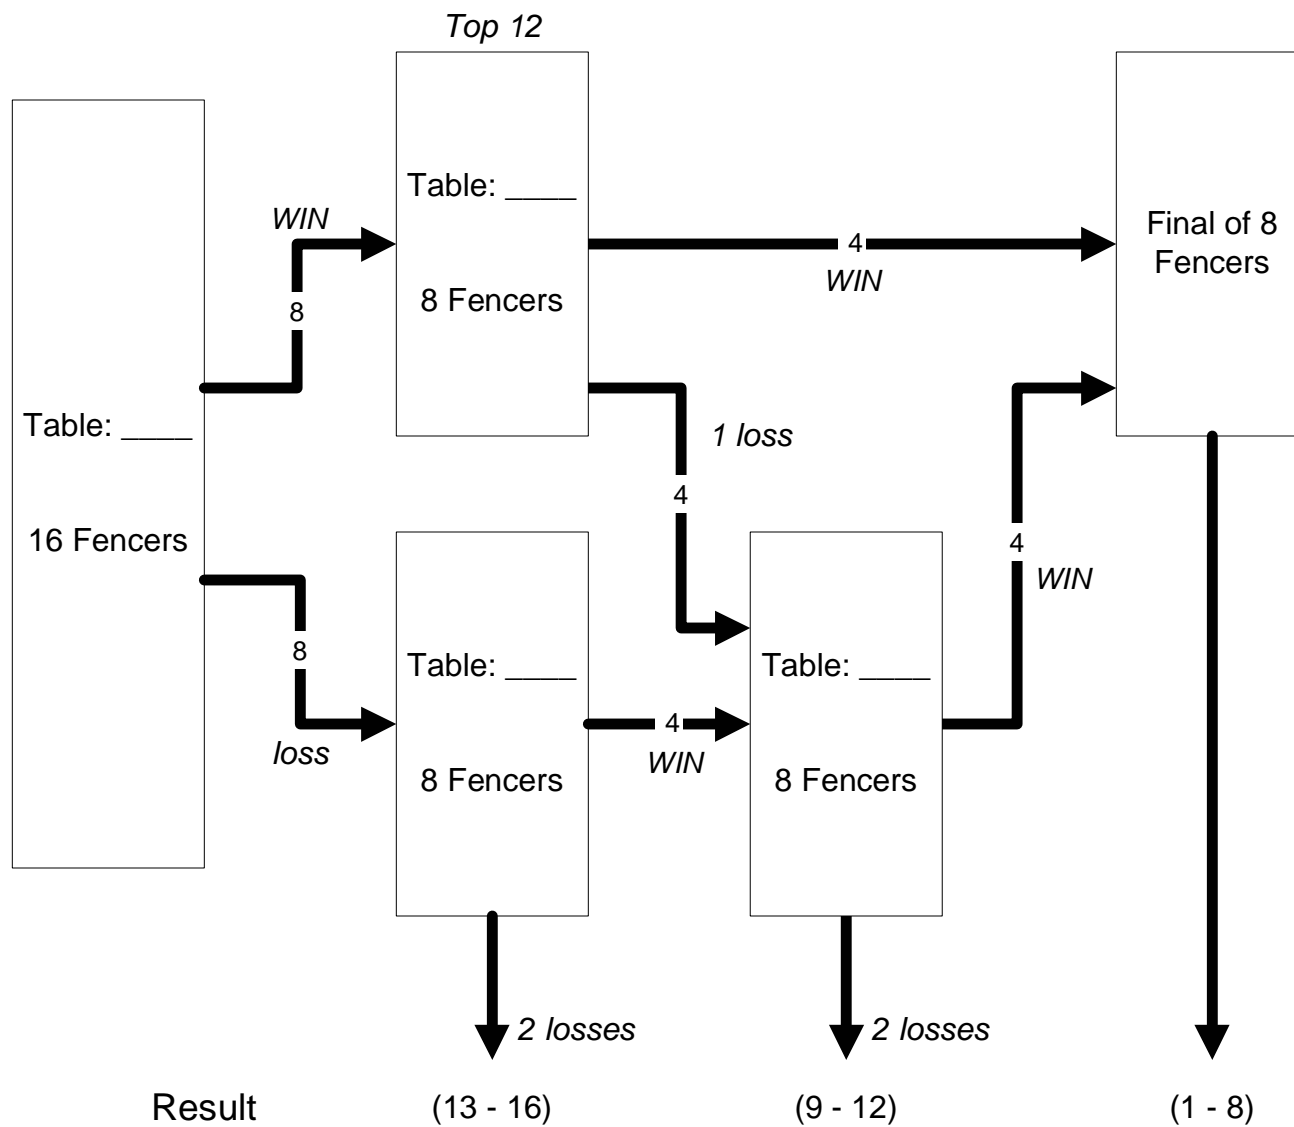 Top 12
Table: ____
8 Fencers
WIN
8
Table: ____
16 Fencers
8
loss
4
WIN
Final of 8
Fencers
1 loss
4
4
WIN
Table: ____
8 Fencers
4
WIN
Table: ____
8 Fencers
2 losses
2 losses
Result
(13 - 16)
(9 - 12)
(1 - 8)